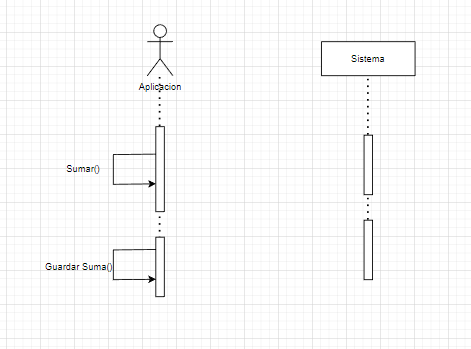 Sistema
Aplicacion
Sumar()
Guardar Suma()